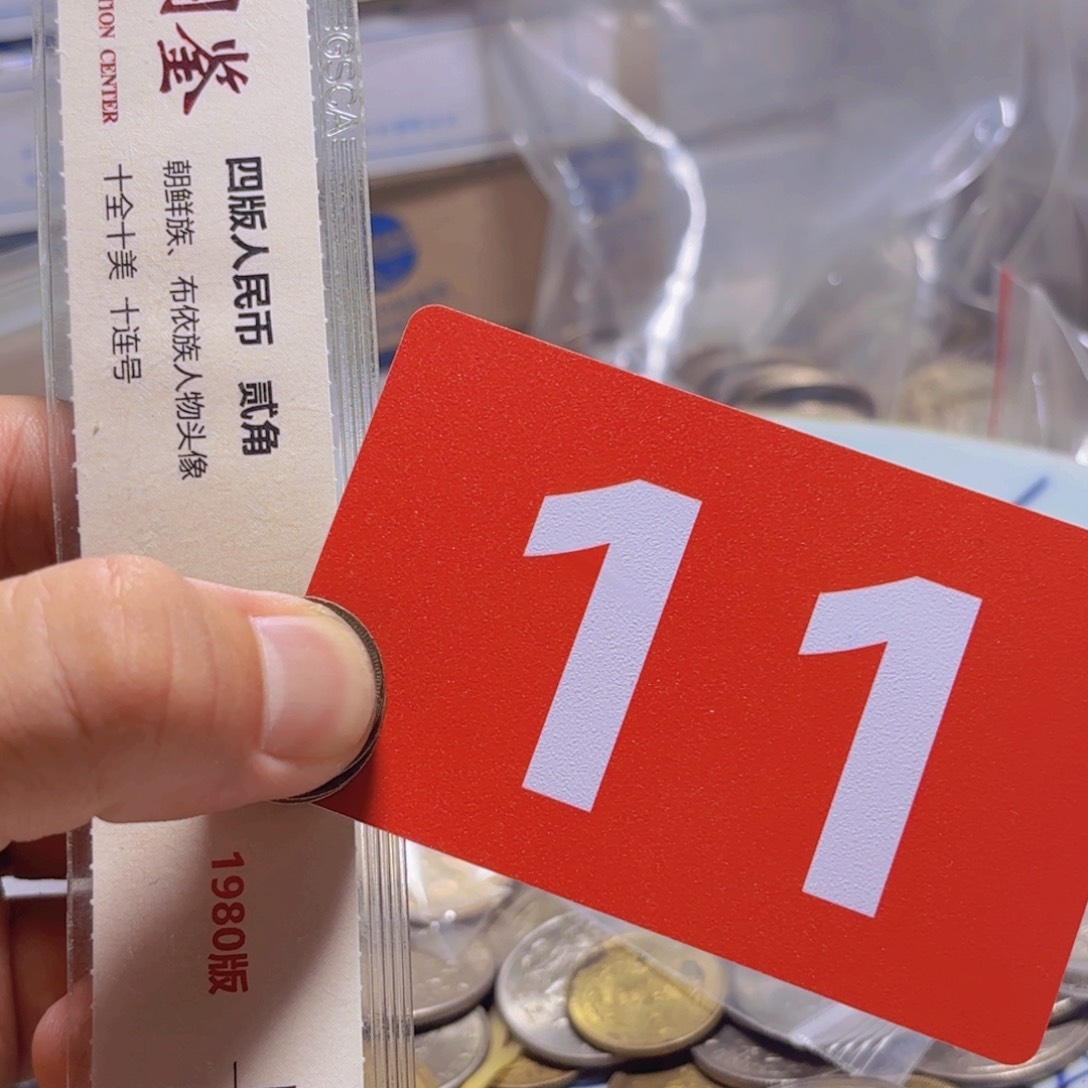 鉴
TION CENTER
GSCA
四版人民币 贰角
朝鲜族、布依族人物头像
十全十美 十连号
1980版
11